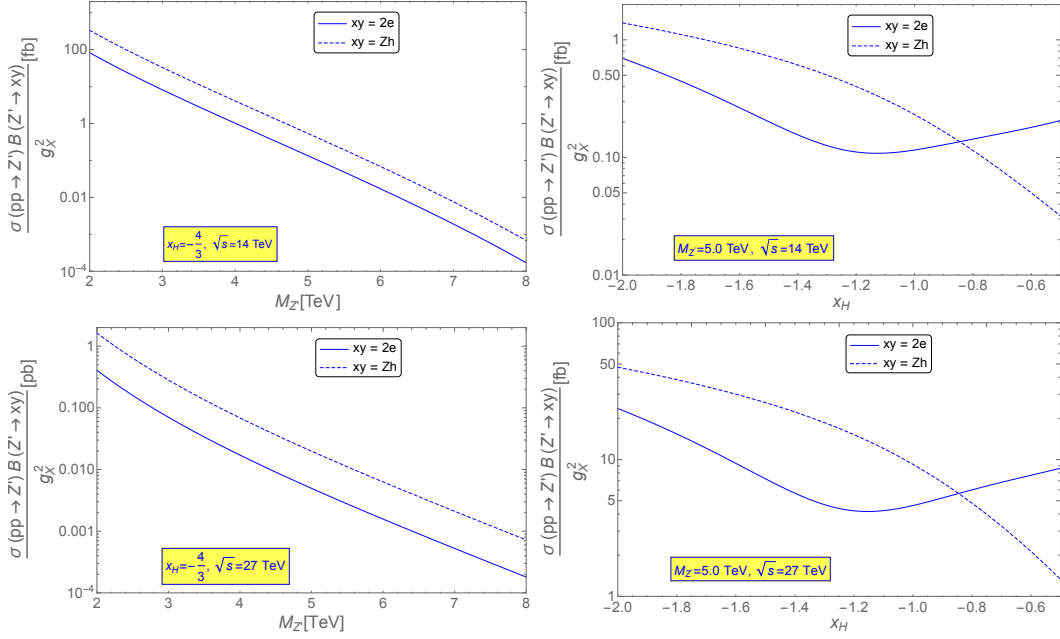 σ (pp → Z') B (Z' → xy)
g_X^2
[fb]
100
1
0.01
10^-4
xy = 2e
xy = Zh
x_H=-4/3, √s=14 TeV
2 3 4 5 6 7 8
M_Z' [TeV]
σ (pp → Z') B (Z' → xy)
g_X^2
[fb]
1
0.50
0.10
0.05
0.01
xy = 2e
xy = Zh
M_Z'=5.0 TeV, √s=14 TeV
-2.0 -1.8 -1.6 -1.4 -1.2 -1.0 -0.8 -0.6
x_H
σ (pp → Z') B (Z' → xy)
g_X^2
[pb]
1
0.100
0.010
0.001
10^-4
xy = 2e
xy = Zh
x_H=-4/3, √s=27 TeV
2 3 4 5 6 7 8
M_Z' [TeV]
σ (pp → Z') B (Z' → xy)
g_X^2
[fb]
100
50
10
5
1
xy = 2e
xy = Zh
M_Z'=5.0 TeV, √s=27 TeV
-2.0 -1.8 -1.6 -1.4 -1.2 -1.0 -0.8 -0.6
x_H